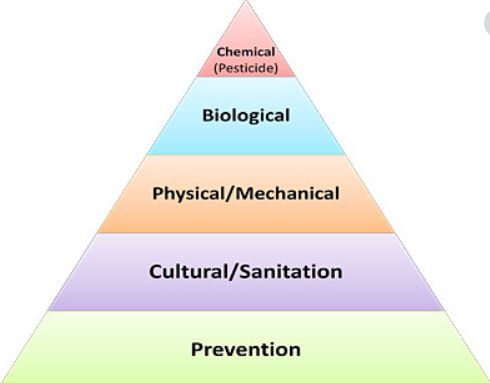 Chemical
(Pesticide)
Biological
Physical/Mechanical
Cultural/Sanitation
Prevention